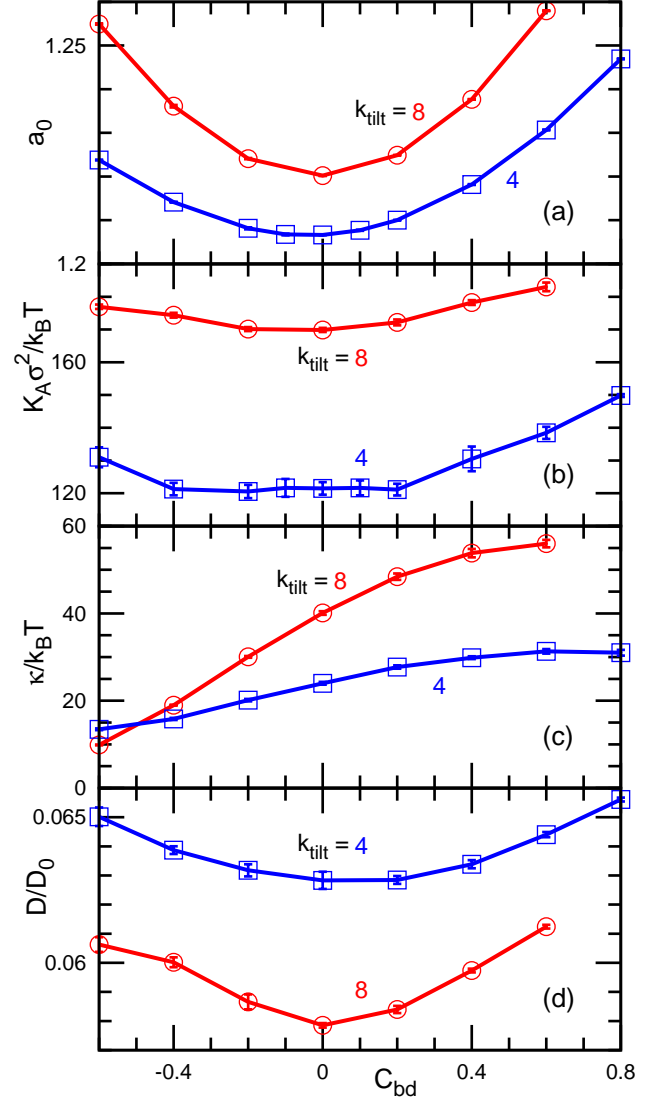 1.25
a0
ktilt = 8
4
(a)
1.2
KAσ²/kBT
160
ktilt = 8
4
(b)
120
60
ktilt = 8
40
κ/kBT
20
4
(c)
0
0.065
ktilt = 4
D/D0
0.06
8
(d)
-0.4 0 0.4 0.8
Cbd